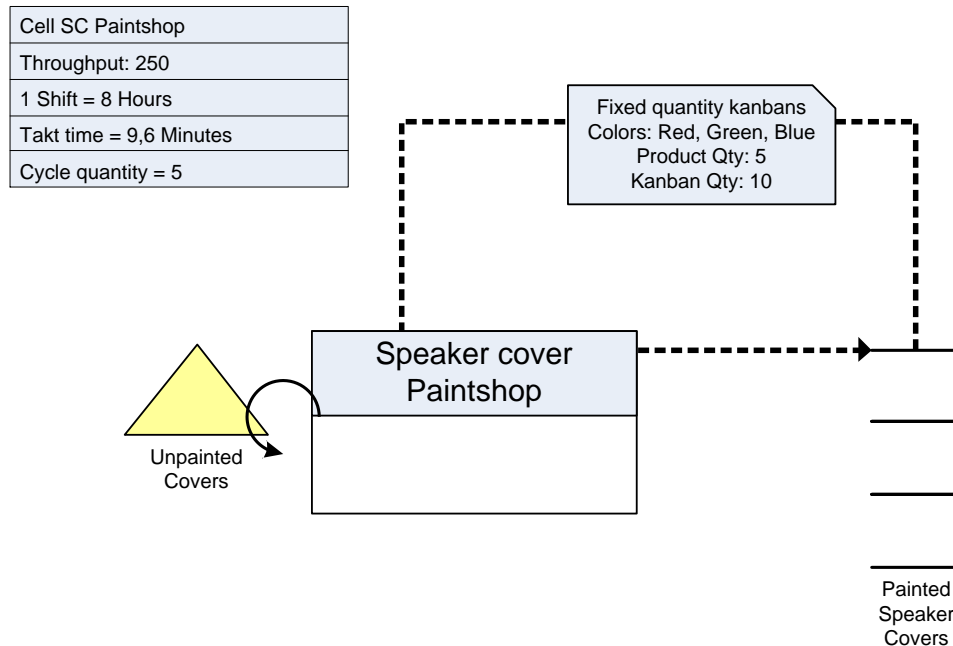 Cell SC Paintshop
Throughput: 250
1 Shift = 8 Hours
Takt time = 9,6 Minutes
Cycle quantity = 5
Fixed quantity kanbans
Colors: Red, Green, Blue
Product Qty: 5
Kanban Qty: 10
Speaker cover
Paintshop
Unpainted
Covers
Painted
Speaker
Covers